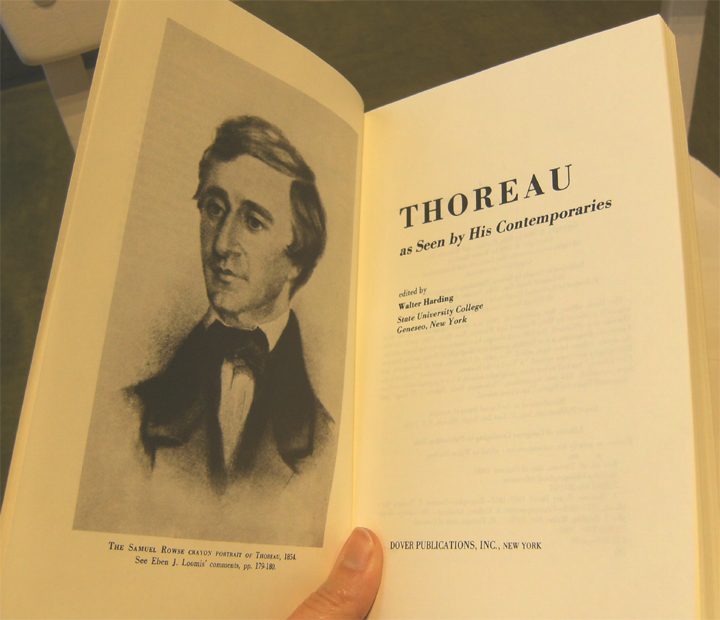 THE SAMUEL ROWSE CRAYON PORTRAIT OF THOREAU, 1854.
See Eben J. Loomis' comments, pp. 179-180.
THOREAU
as Seen by His Contemporaries
edited by
Walter Harding
State University College
Geneseo, New York
DOVER PUBLICATIONS, INC., NEW YORK